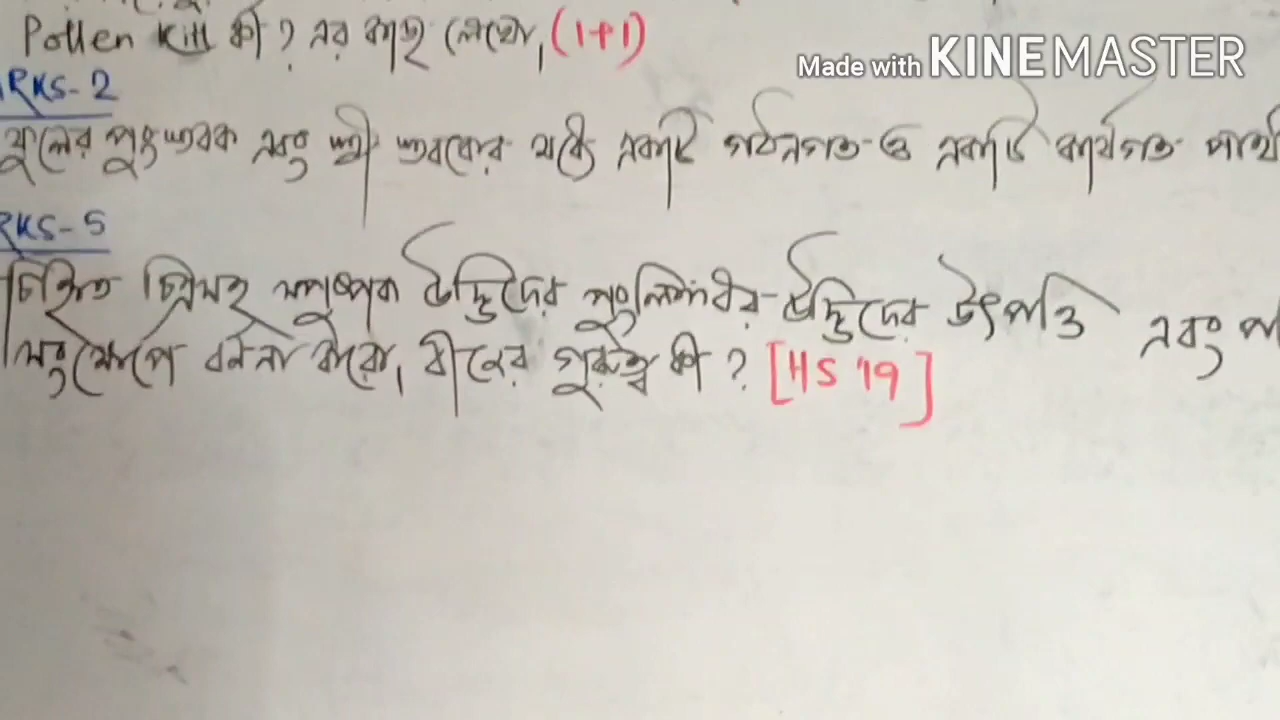 Pollen Kitt কী? এর কাজ লেখো, (1+1)
Made with KINEMASTER
RKS-2
ফুলের পুংস্তবক এবং স্ত্রী স্তবকের মধ্যে একটি গঠনগত ও একটি কার্যগত পার্থ
RKS-5
চিহ্নিত চিত্রসহ সপুষ্পক উদ্ভিদের পুংলিঙ্গধর উদ্ভিদের উৎপত্তি এবং
সংক্ষেপে বর্ননা করো, বীজের গুরুত্ব কী? [HS '19]